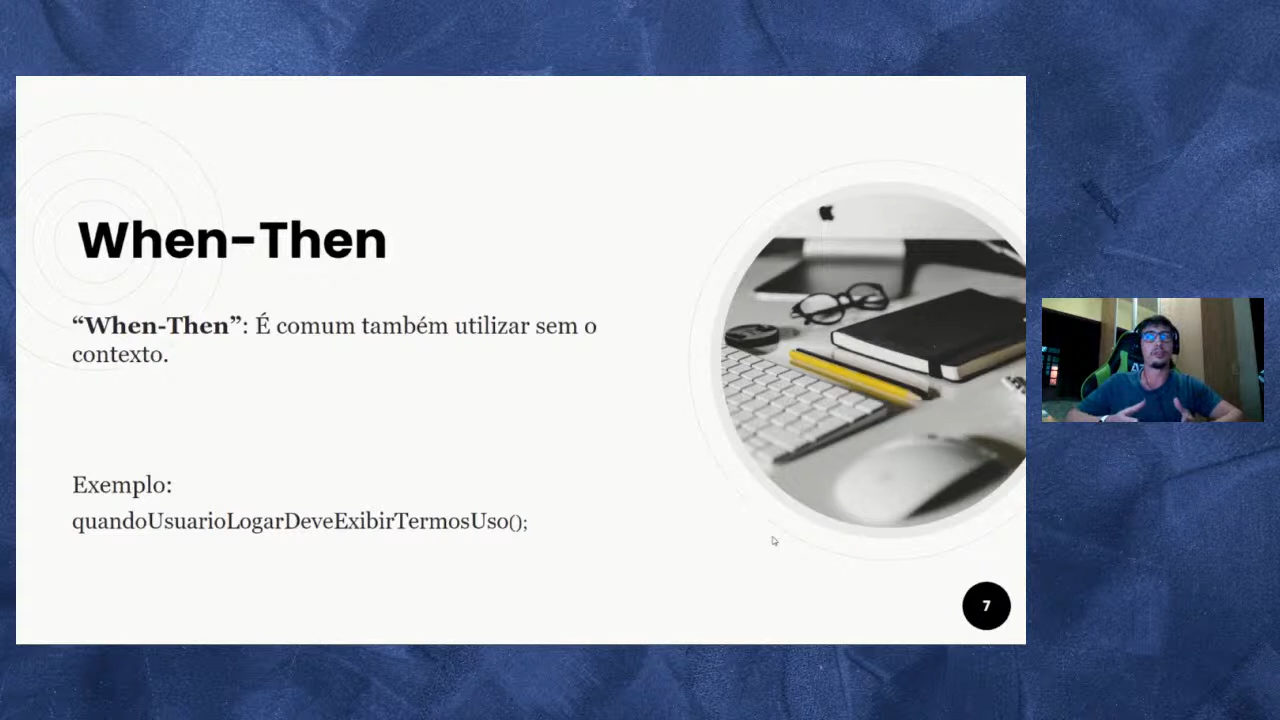 When-Then
“When-Then”: É comum também utilizar sem o
contexto.
Exemplo:
quandoUsuarioLogarDeveExibirTermosUso();
7